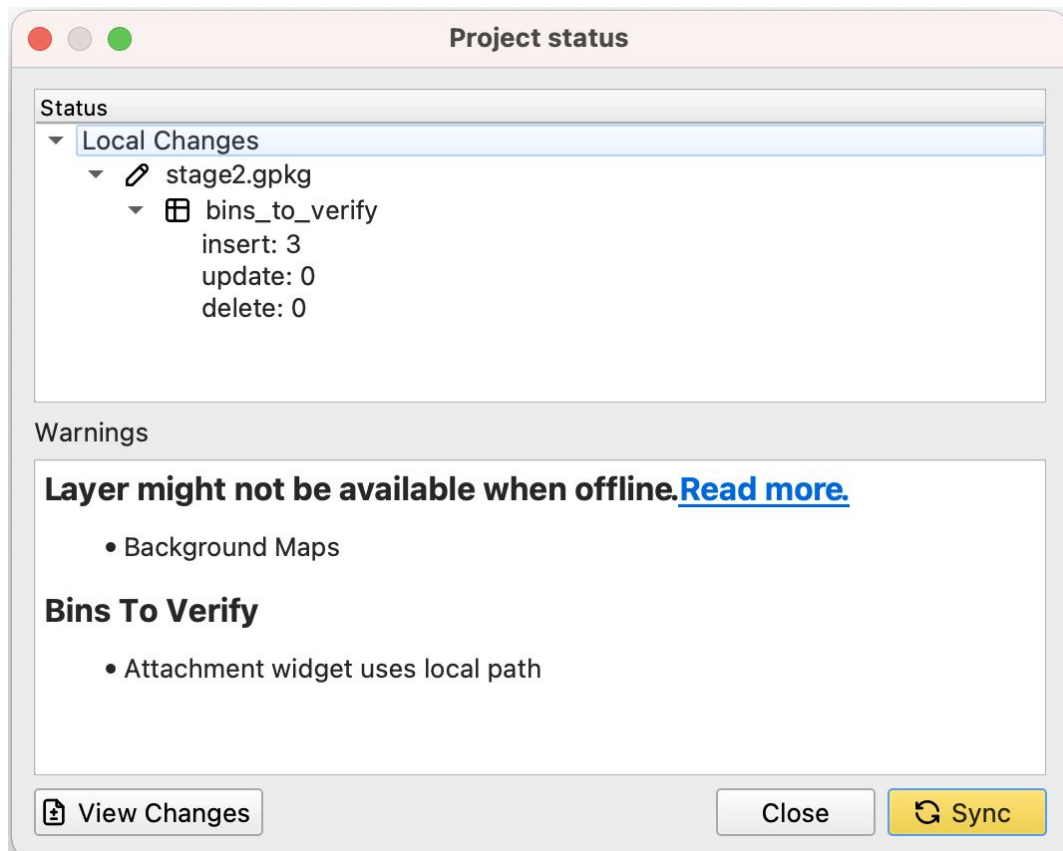 Project status
Status
Local Changes
stage2.gpkg
bins_to_verify
insert: 3
update: 0
delete: 0
Warnings
Layer might not be available when offline.Read more.
• Background Maps
Bins To Verify
• Attachment widget uses local path
View Changes
Close
Sync